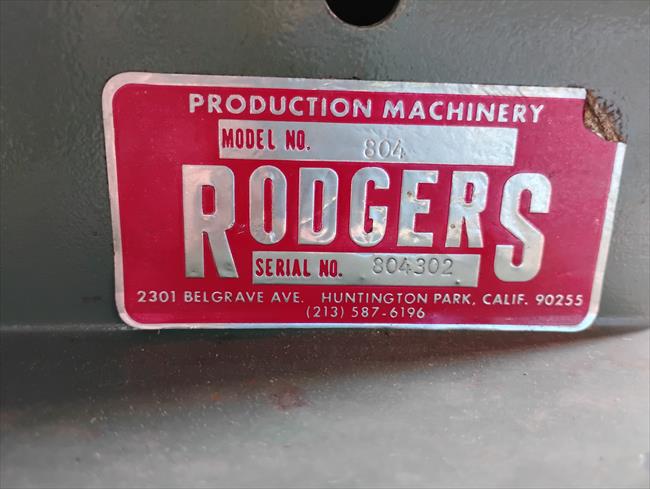 PRODUCTION MACHINERY
MODEL NO. 804
RODGERS
SERIAL NO. 804302
2301 BELGRAVE AVE. HUNTINGTON PARK, CALIF. 90255
(213) 587-6196